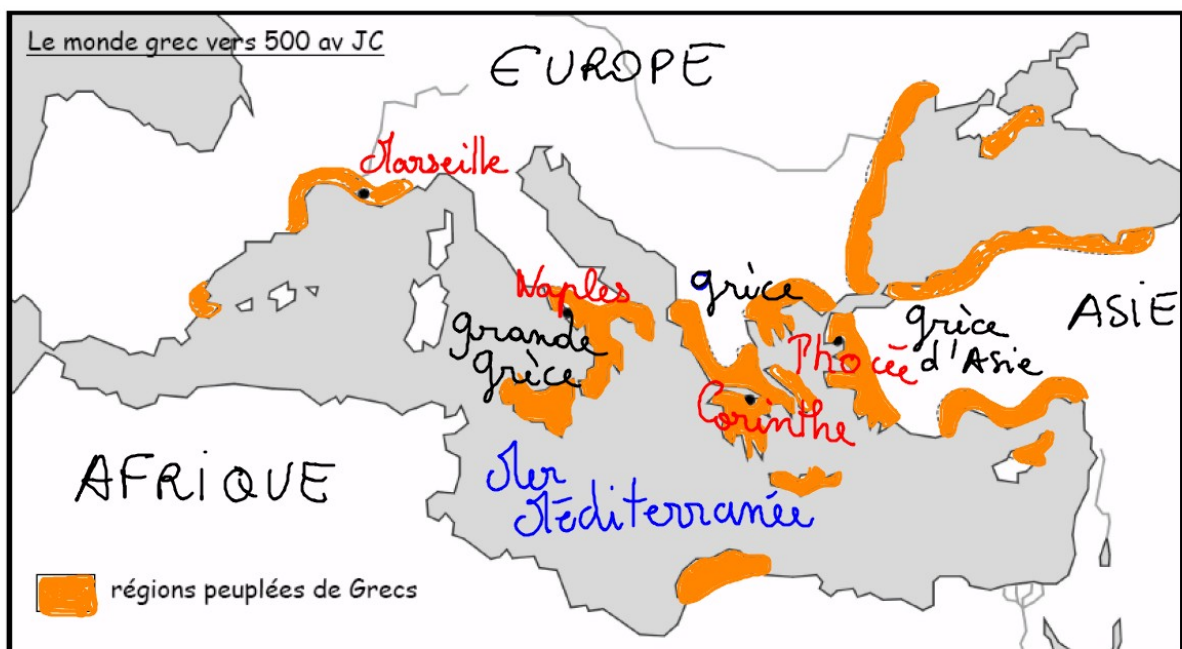 Le monde grec vers 500 av JC
EUROPE
Marseille
Naples
grèce
ASIE
grande
grèce
grèce
d'Asie
Phocée
Corinthe
AFRIQUE
Mer
Méditerranée
régions peuplées de Grecs